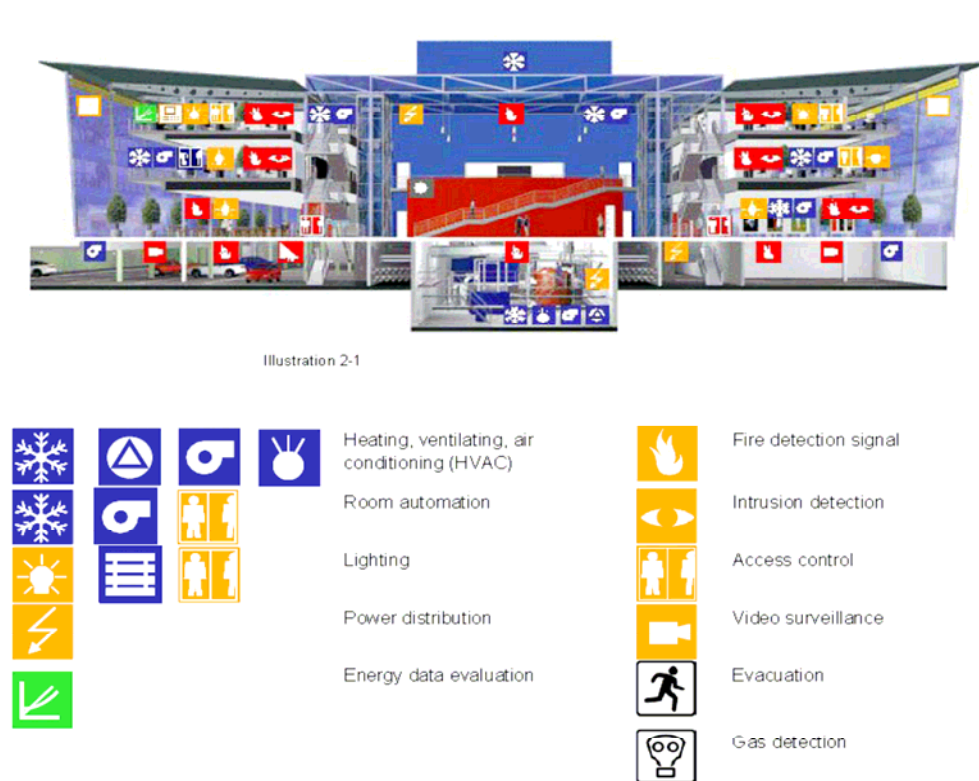 Illustration 2-1
Heating, ventilating, air
conditioning (HVAC)
Room automation
Lighting
Power distribution
Energy data evaluation
Fire detection signal
Intrusion detection
Access control
Video surveillance
Evacuation
Gas detection